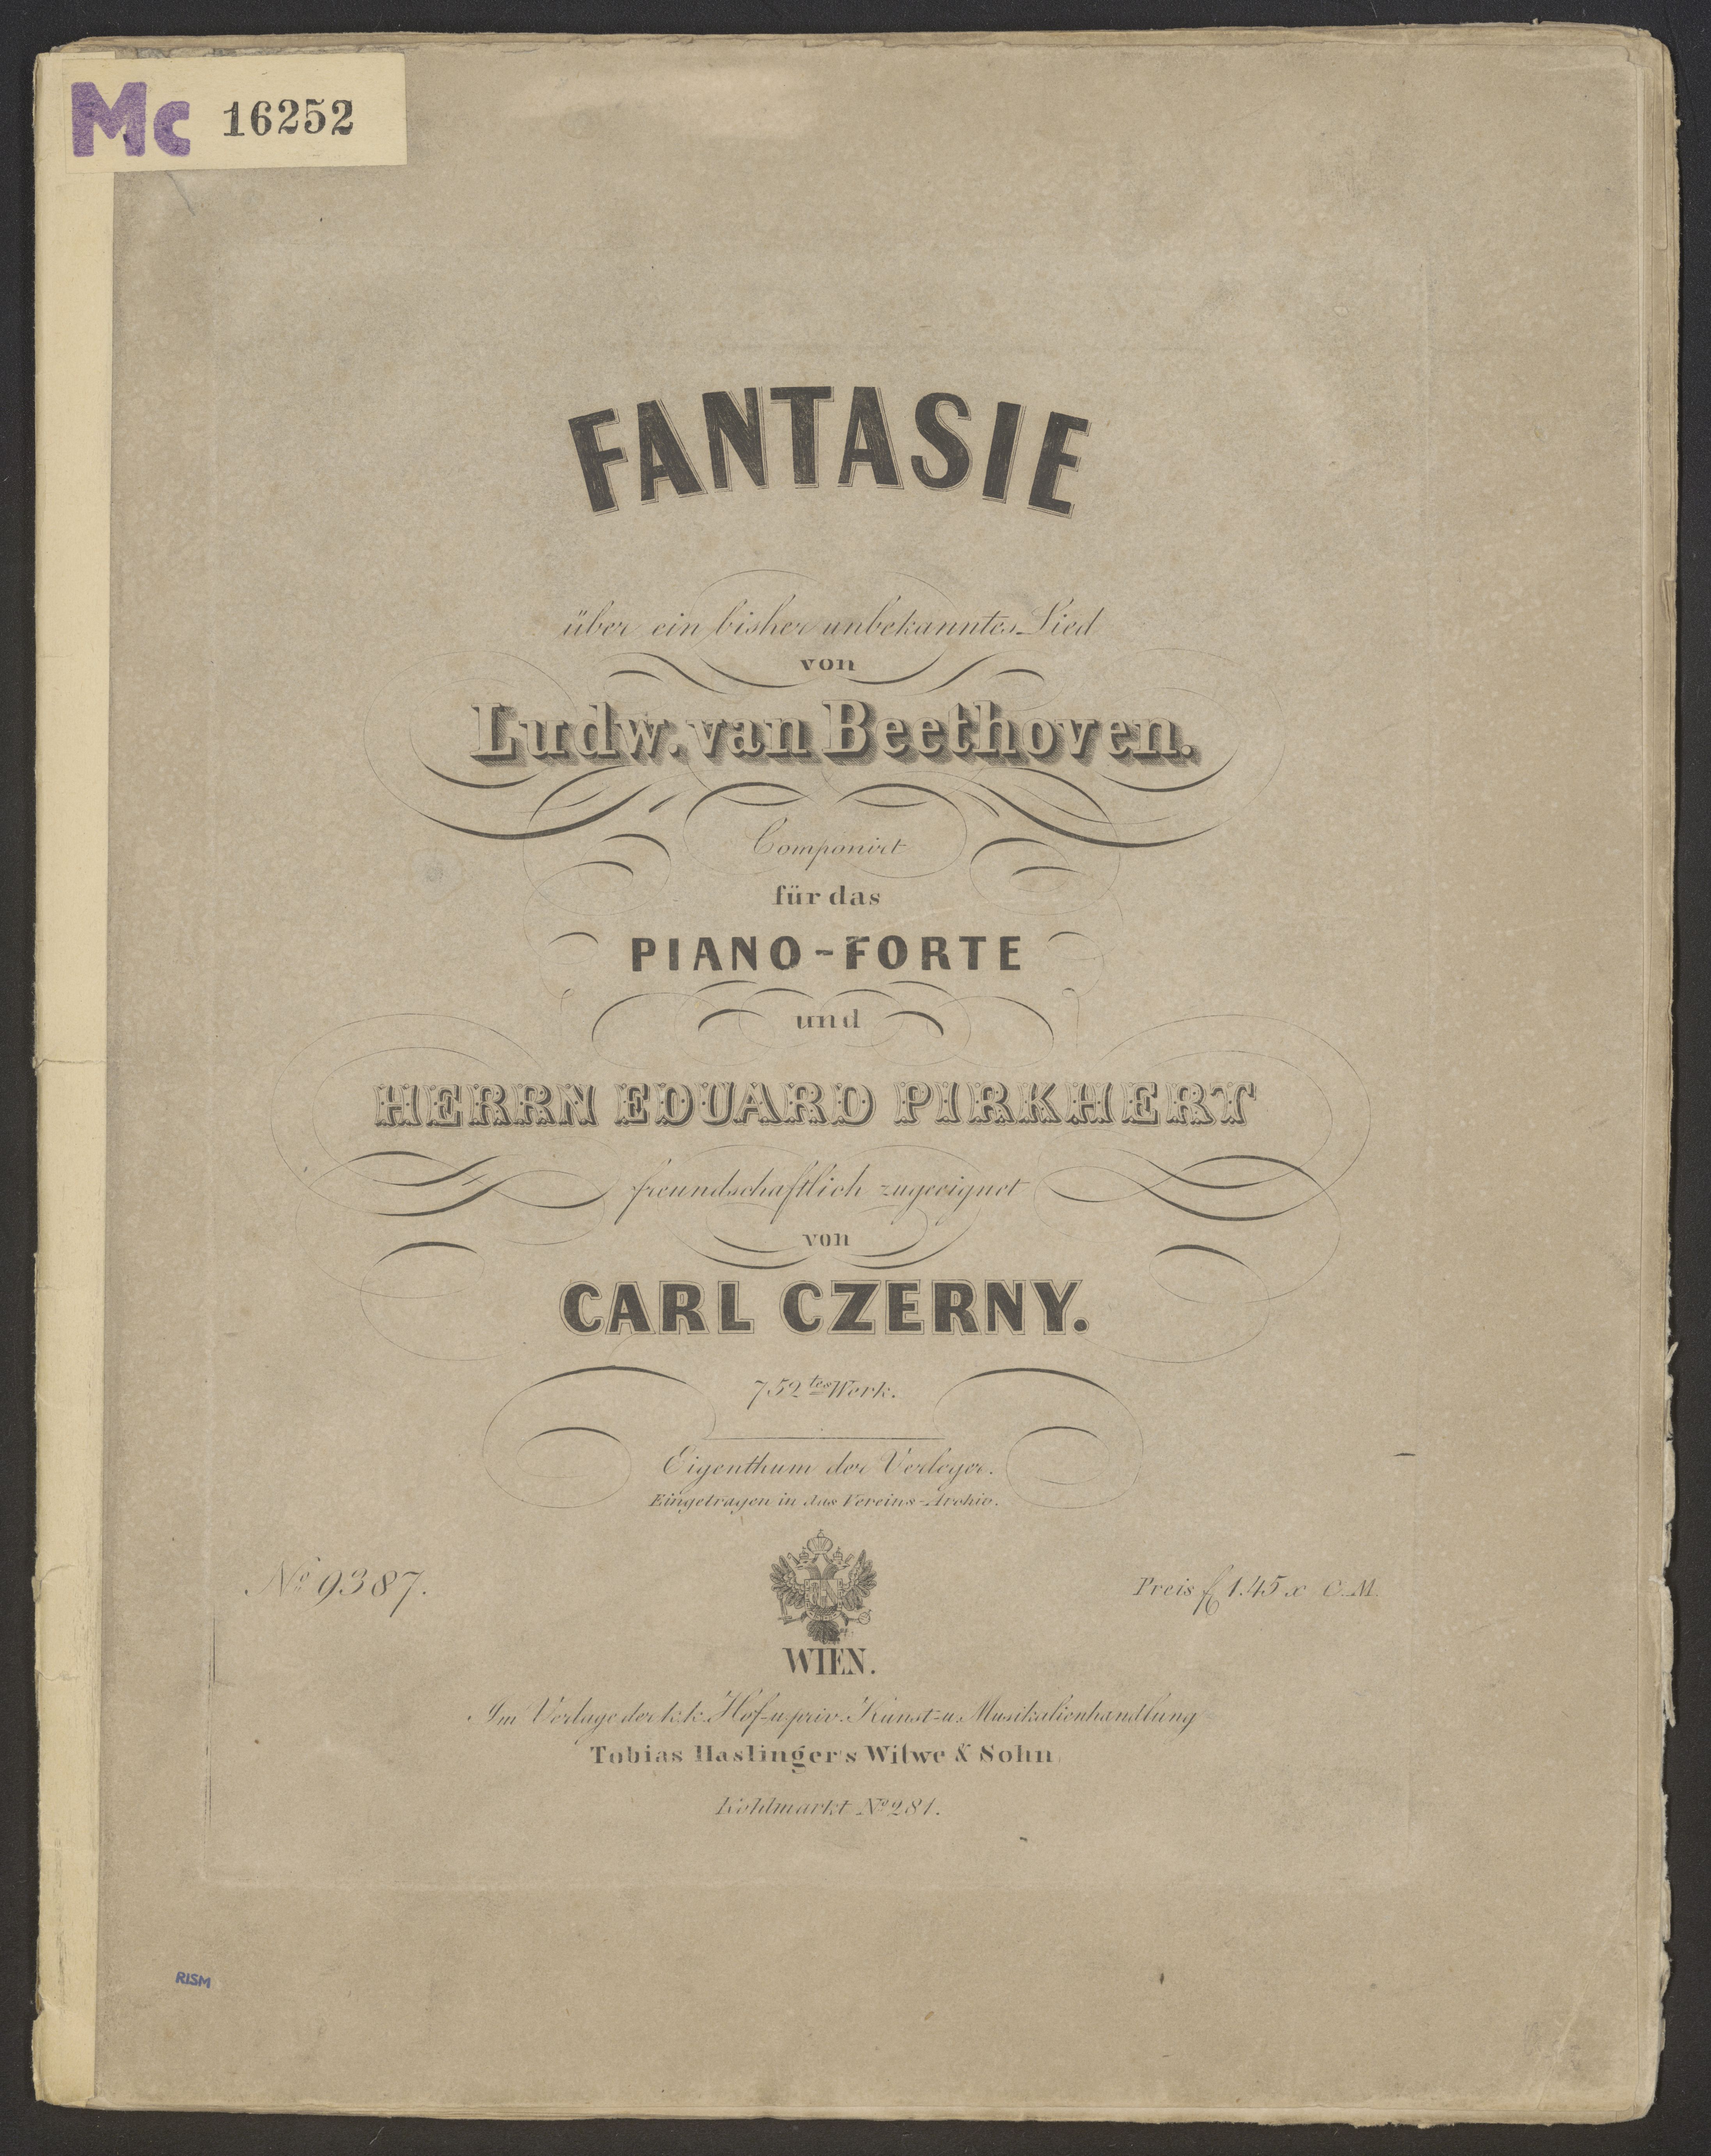 Mc 16252
FANTASIE
über ein bisher unbekanntes Lied
von
Ludw. van Beethoven.
Componirt
für das
PIANO-FORTE
und
HERRN EDUARD PIRKHERT
freundschaftlich zugeeignet
von
CARL CZERNY.
752tes Werk.
Eigenthum der Verleger.
Eingetragen in das Vereins-Archiv.
No 9387.
Preis f 1.45 x C.M.
WIEN.
Im Verlage der k.k. Hof-u. priv. Kunst-u. Musikalienhandlung
Tobias Haslinger's Witwe & Sohn
Kohlmarkt No 281.
RISM